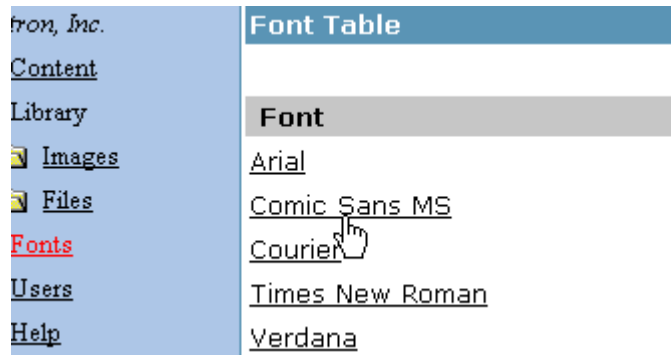 tron, Inc.
Content
Library
Images
Files
Fonts
Users
Help
Font Table
Font
Arial
Comic Sans MS
Courier
Times New Roman
Verdana